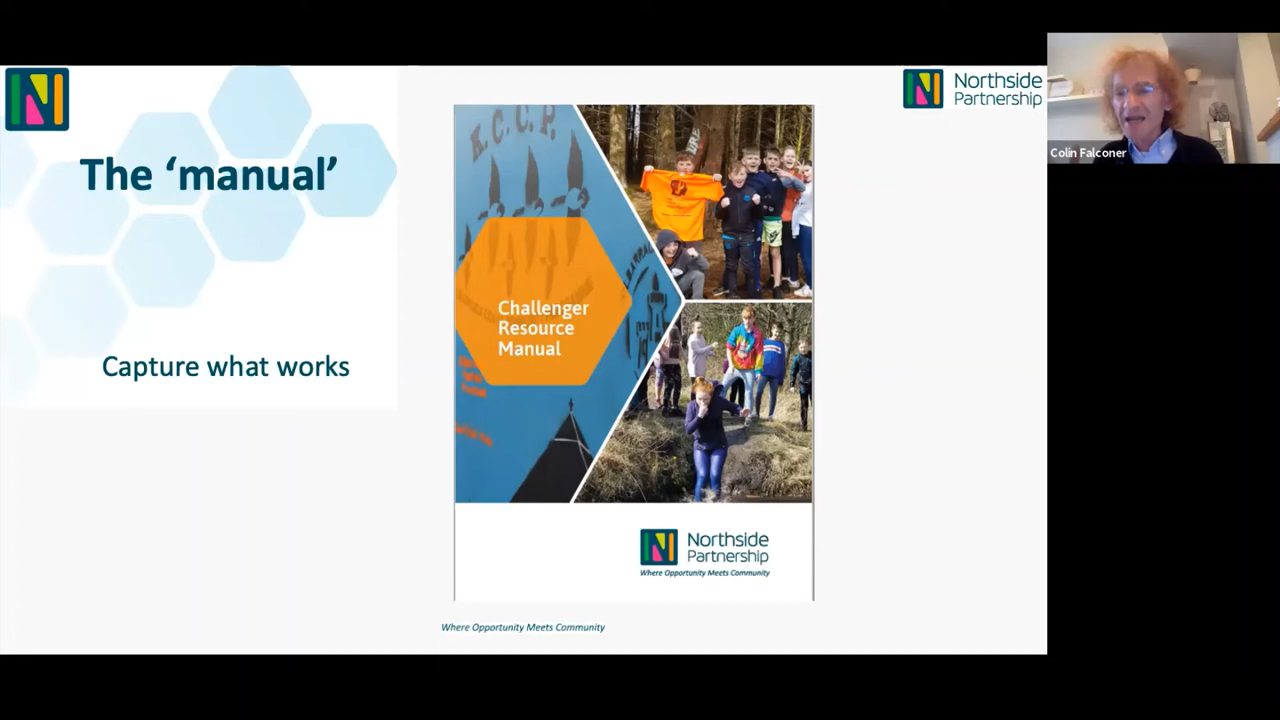 The ‘manual’
Capture what works
K.C.C.P.
Challenger
Resource
Manual
Northside
Partnership
Where Opportunity Meets Community
Where Opportunity Meets Community
Northside
Partnership
Colin Falconer